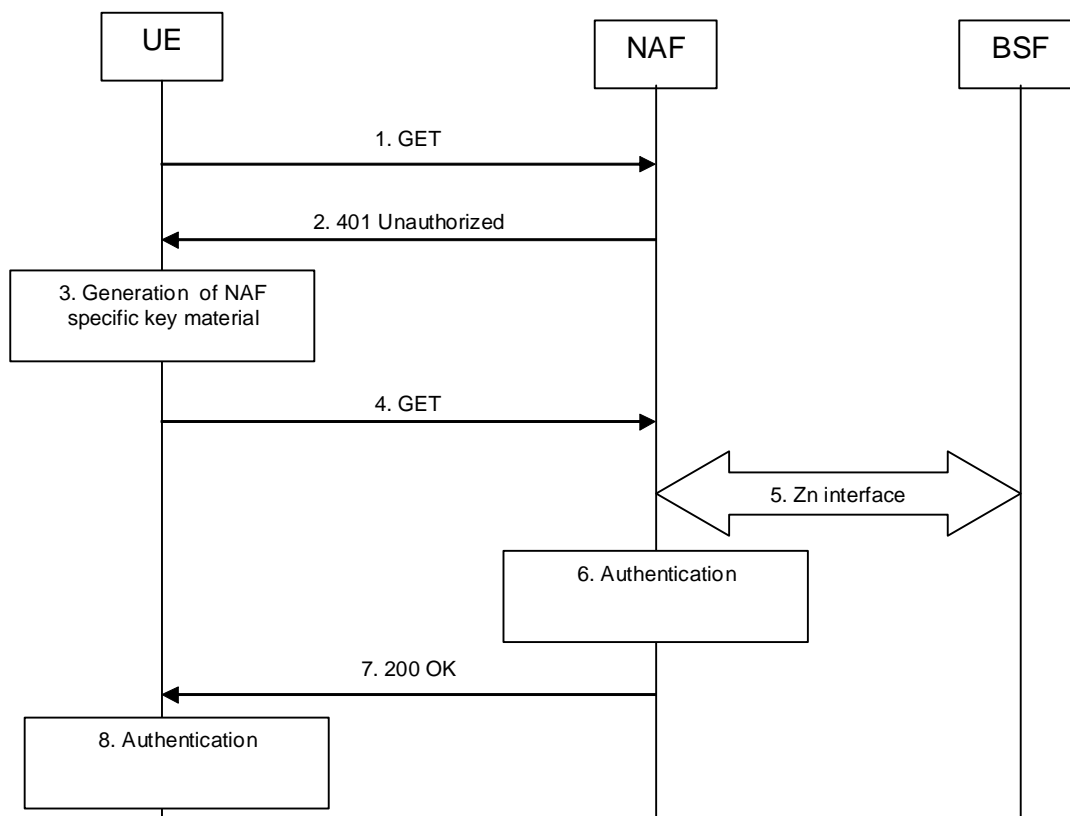 UE
NAF
BSF
1. GET
2. 401 Unauthorized
3. Generation of NAF
specific key material
4. GET
5. Zn interface
6. Authentication
7. 200 OK
8. Authentication